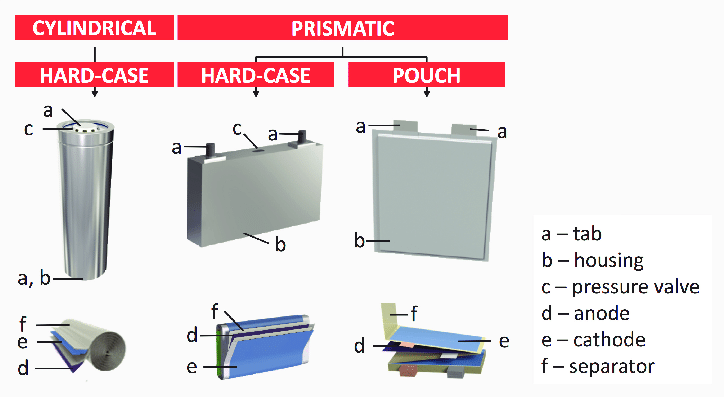 CYLINDRICAL
PRISMATIC
HARD-CASE
HARD-CASE
POUCH
a
c
a
c
a
a
a
b
b
a, b
a – tab
b – housing
c – pressure valve
d – anode
e – cathode
f – separator
f
e
d
f
d
e
f
d
e